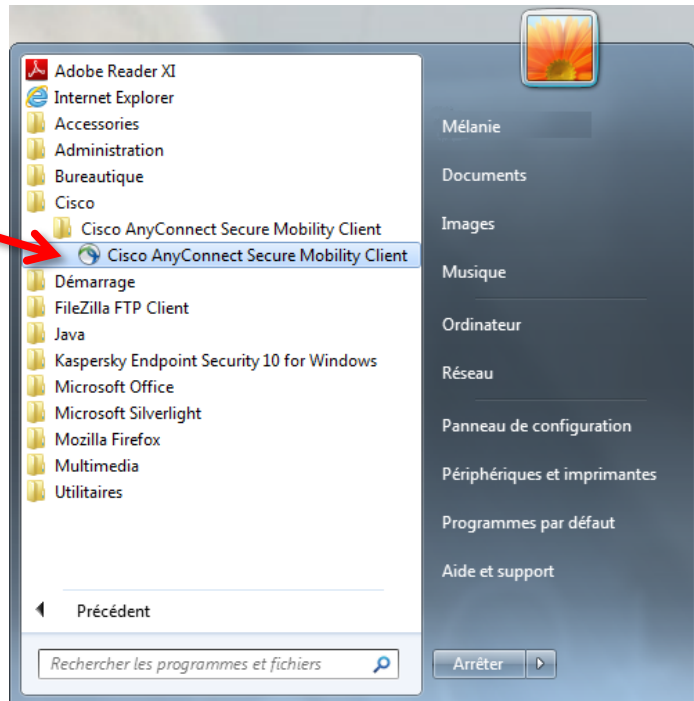 Adobe Reader XI
Internet Explorer
Accessories
Administration
Bureautique
Cisco
Cisco AnyConnect Secure Mobility Client
Cisco AnyConnect Secure Mobility Client
Démarrage
FileZilla FTP Client
Java
Kaspersky Endpoint Security 10 for Windows
Microsoft Office
Microsoft Silverlight
Mozilla Firefox
Multimedia
Utilitaires
Précédent
Rechercher les programmes et fichiers
Mélanie
Documents
Images
Musique
Ordinateur
Réseau
Panneau de configuration
Périphériques et imprimantes
Programmes par défaut
Aide et support
Arrêter